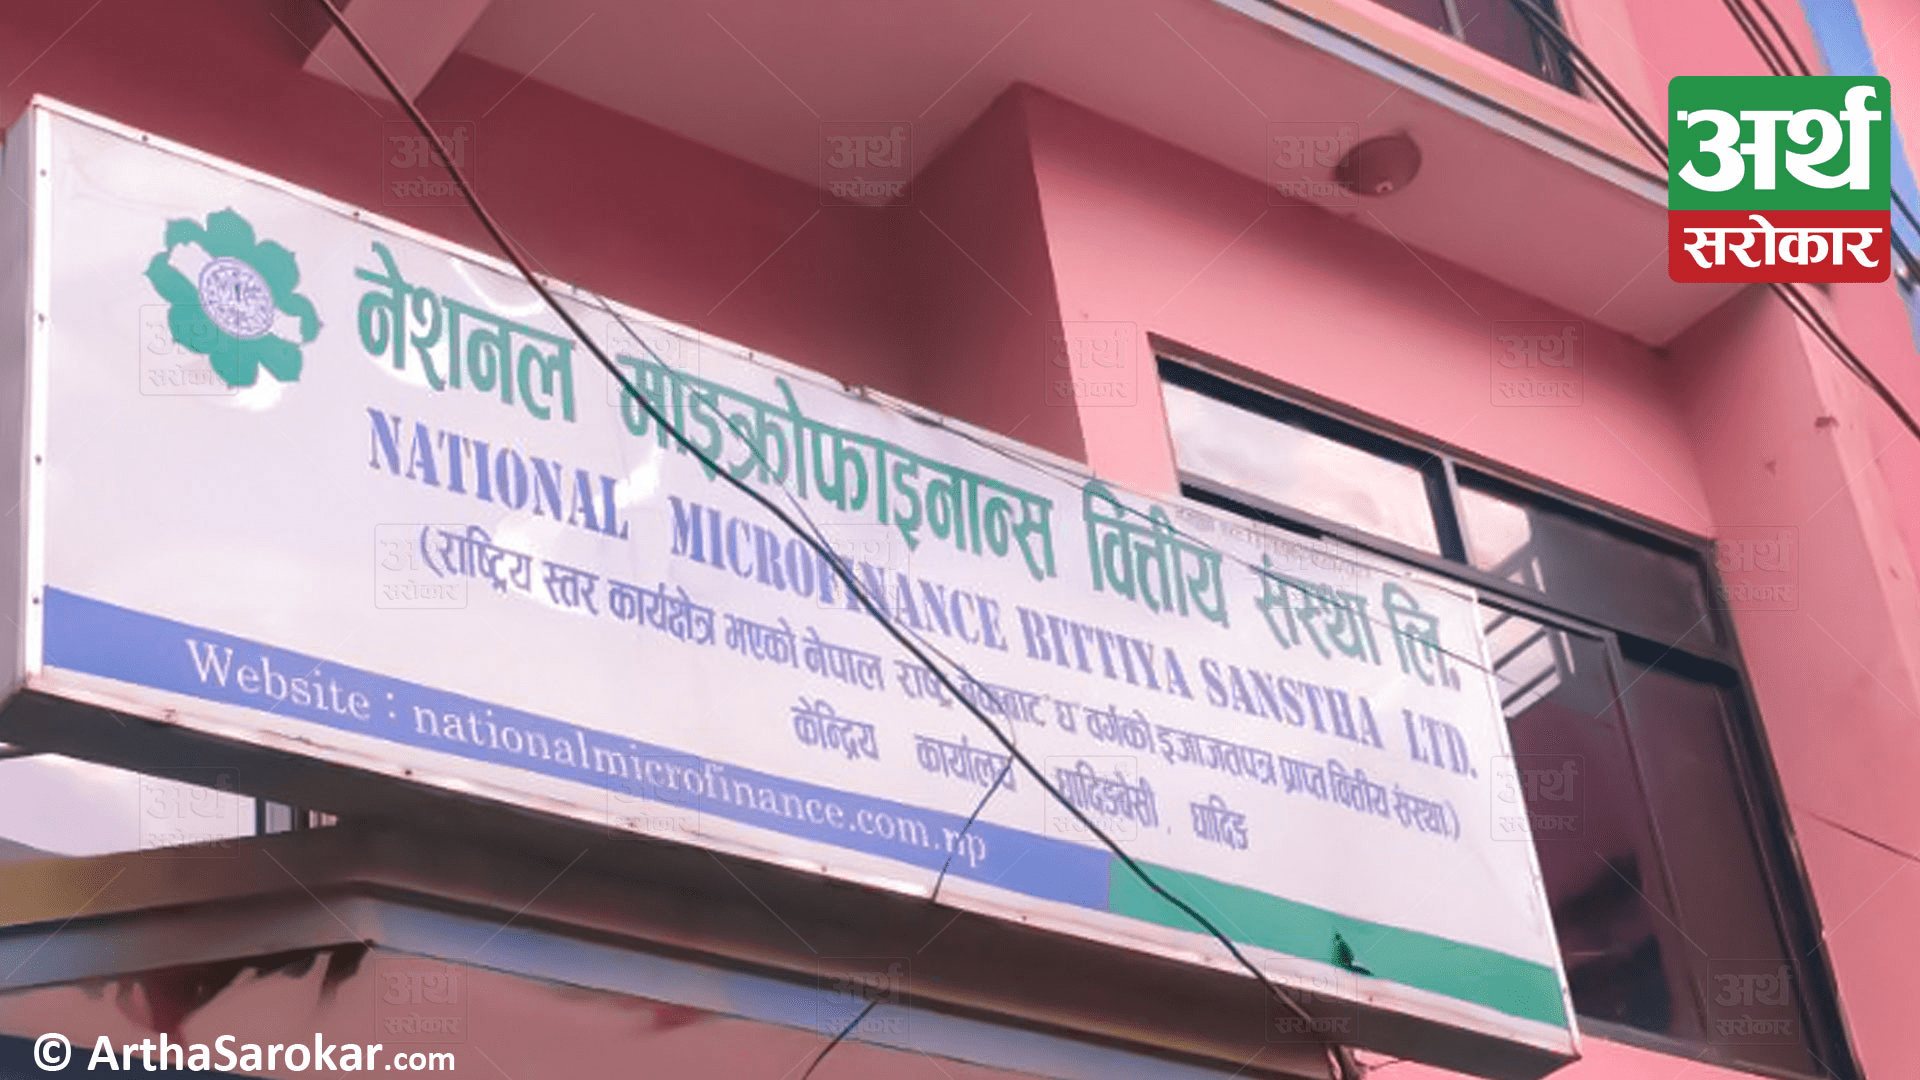 अर्थ
सरोकार
नेशनल माइक्रोफाइनान्स वित्तीय संस्था लि.
NATIONAL MICROFINANCE BITTIYA SANSTHA LTD.
(राष्ट्रिय स्तर कार्यक्षेत्र भएको नेपाल राष्ट्र बैंकबाट 'घ' वर्गको इजाजतपत्र प्राप्त वित्तीय संस्था)
केन्द्रिय कार्यालय धादिङबेसी, धादिङ
Website : nationalmicrofinance.com.np
© ArthaSarokar.com